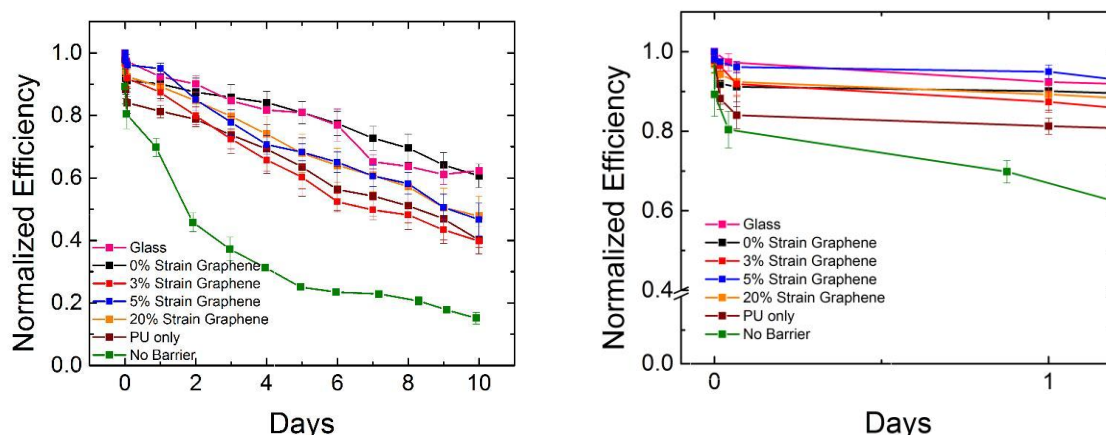 Normalized Efficiency
1.0
0.8
0.6
0.4
0.2
0.0
Glass
0% Strain Graphene
3% Strain Graphene
5% Strain Graphene
20% Strain Graphene
PU only
No Barrier
0 2 4 6 8 10
Days
Normalized Efficiency
1.0
0.8
0.6
0.4
0.0
Glass
0% Strain Graphene
3% Strain Graphene
5% Strain Graphene
20% Strain Graphene
PU only
No Barrier
0 1
Days